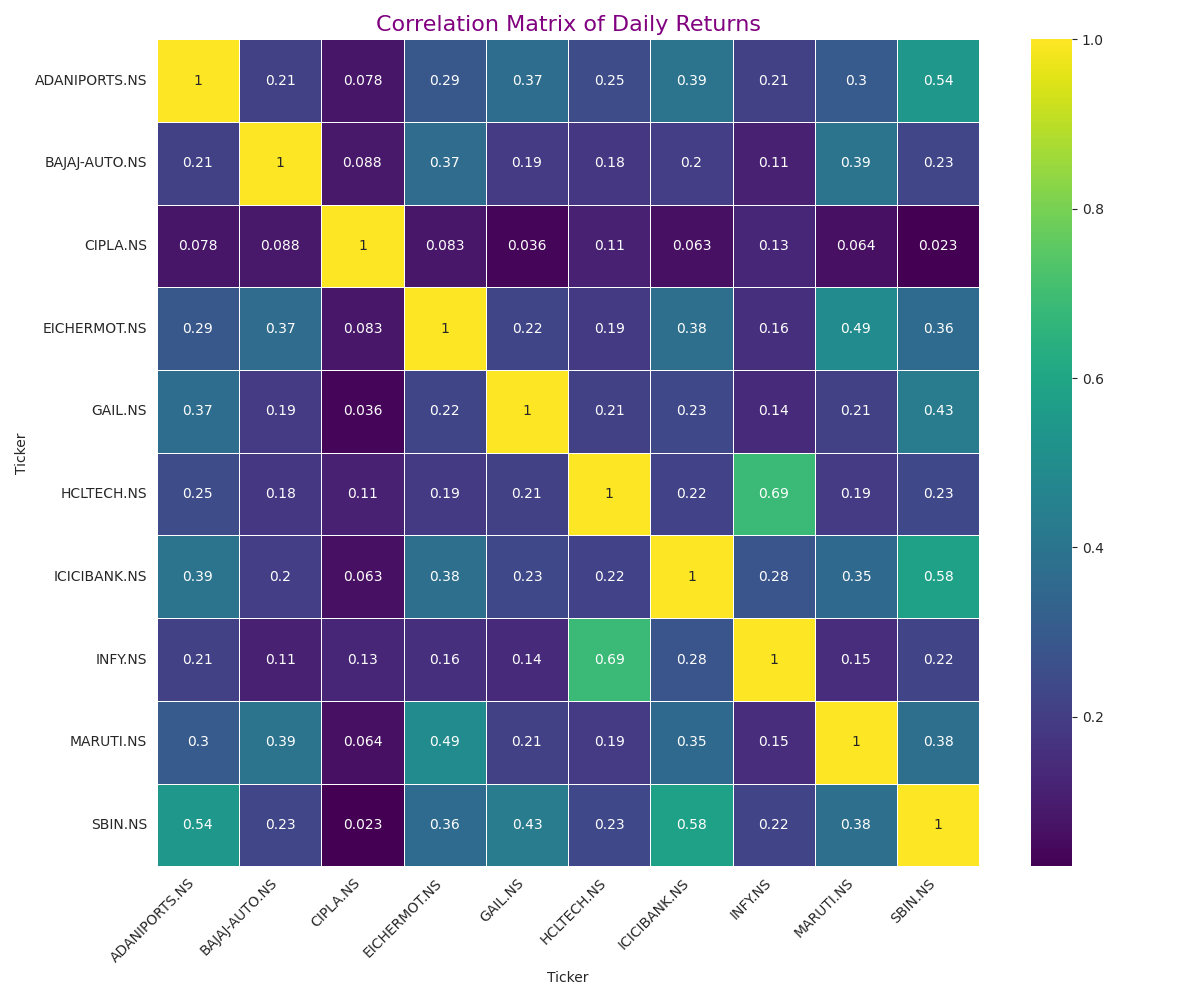 Correlation Matrix of Daily Returns
ADANIPORTS.NS 1 0.21 0.078 0.29 0.37 0.25 0.39 0.21 0.3 0.54
BAJAJ-AUTO.NS 0.21 1 0.088 0.37 0.19 0.18 0.2 0.11 0.39 0.23
CIPLA.NS 0.078 0.088 1 0.083 0.036 0.11 0.063 0.13 0.064 0.023
EICHERMOT.NS 0.29 0.37 0.083 1 0.22 0.19 0.38 0.16 0.49 0.36
GAIL.NS 0.37 0.19 0.036 0.22 1 0.21 0.23 0.14 0.21 0.43
HCLTECH.NS 0.25 0.18 0.11 0.19 0.21 1 0.22 0.69 0.19 0.23
ICICIBANK.NS 0.39 0.2 0.063 0.38 0.23 0.22 1 0.28 0.35 0.58
INFY.NS 0.21 0.11 0.13 0.16 0.14 0.69 0.28 1 0.15 0.22
MARUTI.NS 0.3 0.39 0.064 0.49 0.21 0.19 0.35 0.15 1 0.38
SBIN.NS 0.54 0.23 0.023 0.36 0.43 0.23 0.58 0.22 0.38 1
Ticker
ADANIPORTS.NS BAJAJ-AUTO.NS CIPLA.NS EICHERMOT.NS GAIL.NS HCLTECH.NS ICICIBANK.NS INFY.NS MARUTI.NS SBIN.NS
Ticker
1.0
0.8
0.6
0.4
0.2